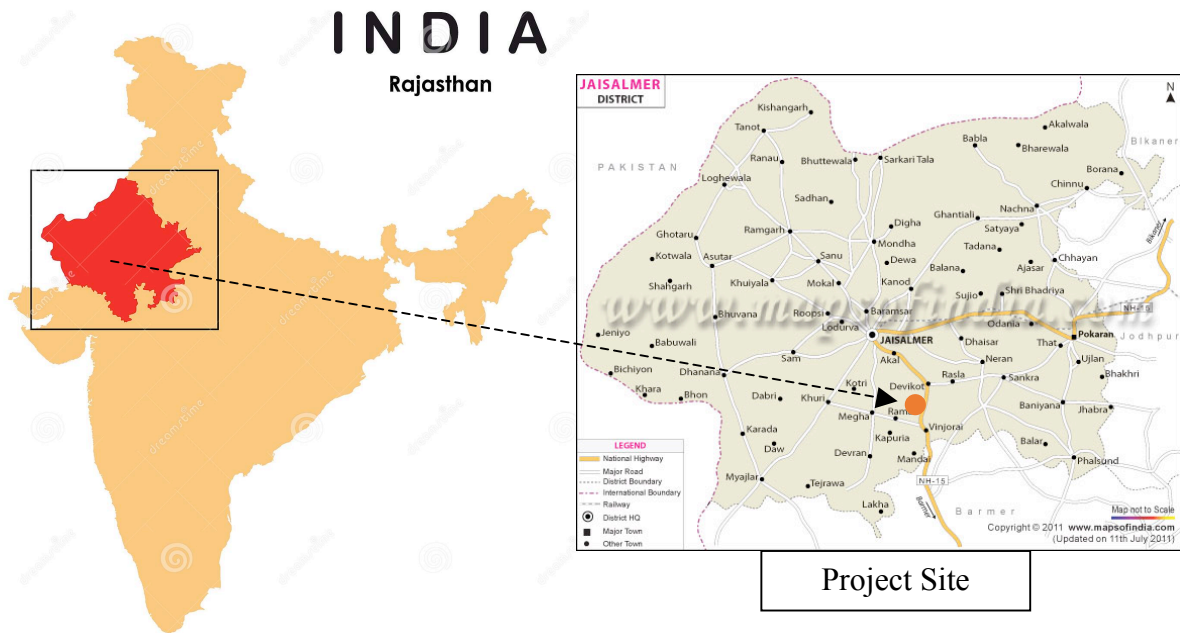 INDIA
Rajasthan
JAISALMER
DISTRICT
N
Kishangarh
Akalwala
Tanot
Babla
Bharewala
Bikaner
PAKISTAN
Ranau
Bhuttewala
Sarkari Tala
Borana
Loghewala
Chinnu
Sadhan
Nachna
Ghantiali
Digha
Satyaya
Ghotaru
Ramgarh
Mondha
Tadana
Bikaner
Kotwala
Asutar
Sanu
Dewa
Balana
Ajasar
Chhayan
Shahgarh
Khuiyala
Mokal
Kanod
Sujio
Shri Bhadriya
www.mapsofindia.com
NH-15
Bhuvana
Roopsi
Baramsar
Lodurva
Odania
Jeniyo
Babuwali
JAISALMER
Dhaisar
That
Pokaran
Jodhpur
Sam
Akal
Neran
Ujlan
Bichiyon
Dhanana
Kotri
Devikot
Rasla
Sankra
Bhakhri
Khara
Bhon
Dabri
Khuri
Megha
Ram
Baniyana
Jhabra
Karada
Daw
Kapuria
Vinjorai
Balar
Devran
Mandai
Phalsund
Myajlar
Tejrawa
NH-15
Lakha
Barmer
Barmer
LEGEND
National Highway
Major Road
District Boundary
International Boundary
Railway
District HQ
Major Town
Other Town
Map not to Scale
Copyright © 2011 www.mapsofindia.com
(Updated on 11th July 2011)
Project Site
dreamstime